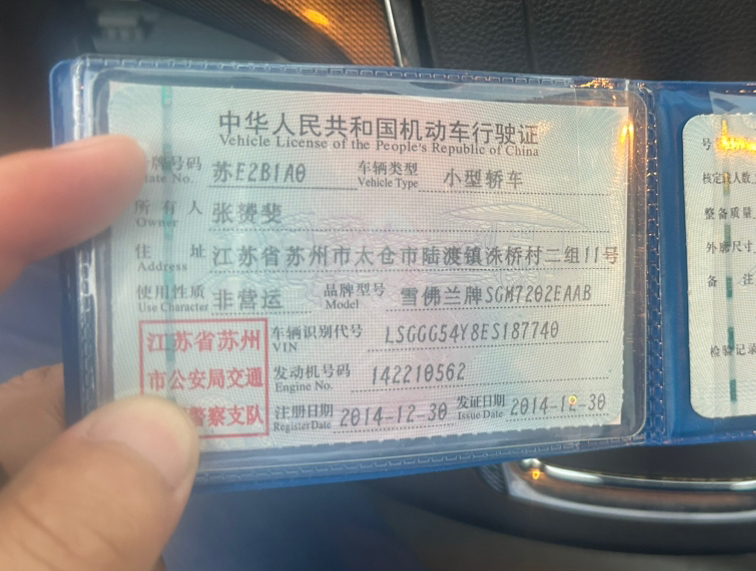 中华人民共和国机动车行驶证
Vehicle License of the People's Republic of China
牌号码 苏E2B1A0 车辆类型 小型轿车
ate No. Vehicle Type
所有人 张赟斐
Owner
住址 江苏省苏州市太仓市陆渡镇洙桥村二组11号
Address
使用性质 非营运 品牌型号 雪佛兰牌SGM7202EAAB
Use Character Model
江苏省苏州
市公安局交通
警察支队
车辆识别代号 LSGGG54Y8ES187740
VIN
发动机号码 142210562
Engine No.
注册日期 2014-12-30 发证日期 2014-12-30
Register Date Issue Date
号
核定载人数
整备质量
外廓尺寸
备注
检验记录